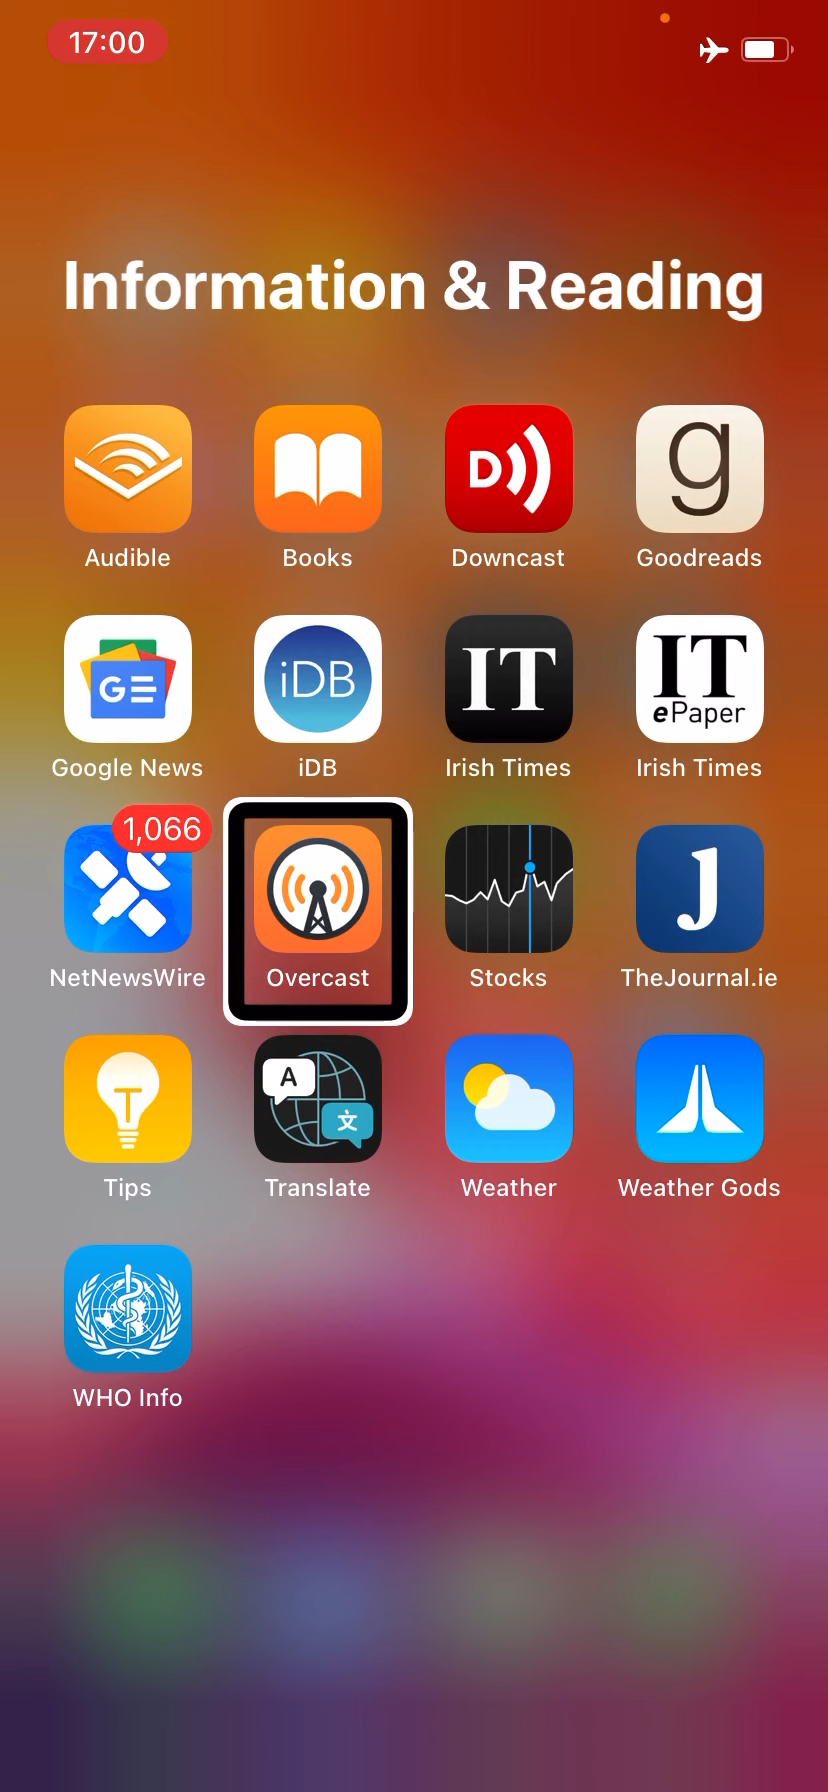 17:00
Information & Reading
D
g
Audible
Books
Downcast
Goodreads
G
iDB
IT
IT
ePaper
Google News
iDB
Irish Times
Irish Times
1,066
J
NetNewsWire
Overcast
Stocks
TheJournal.ie
T
A
文
Tips
Translate
Weather
Weather Gods
WHO Info